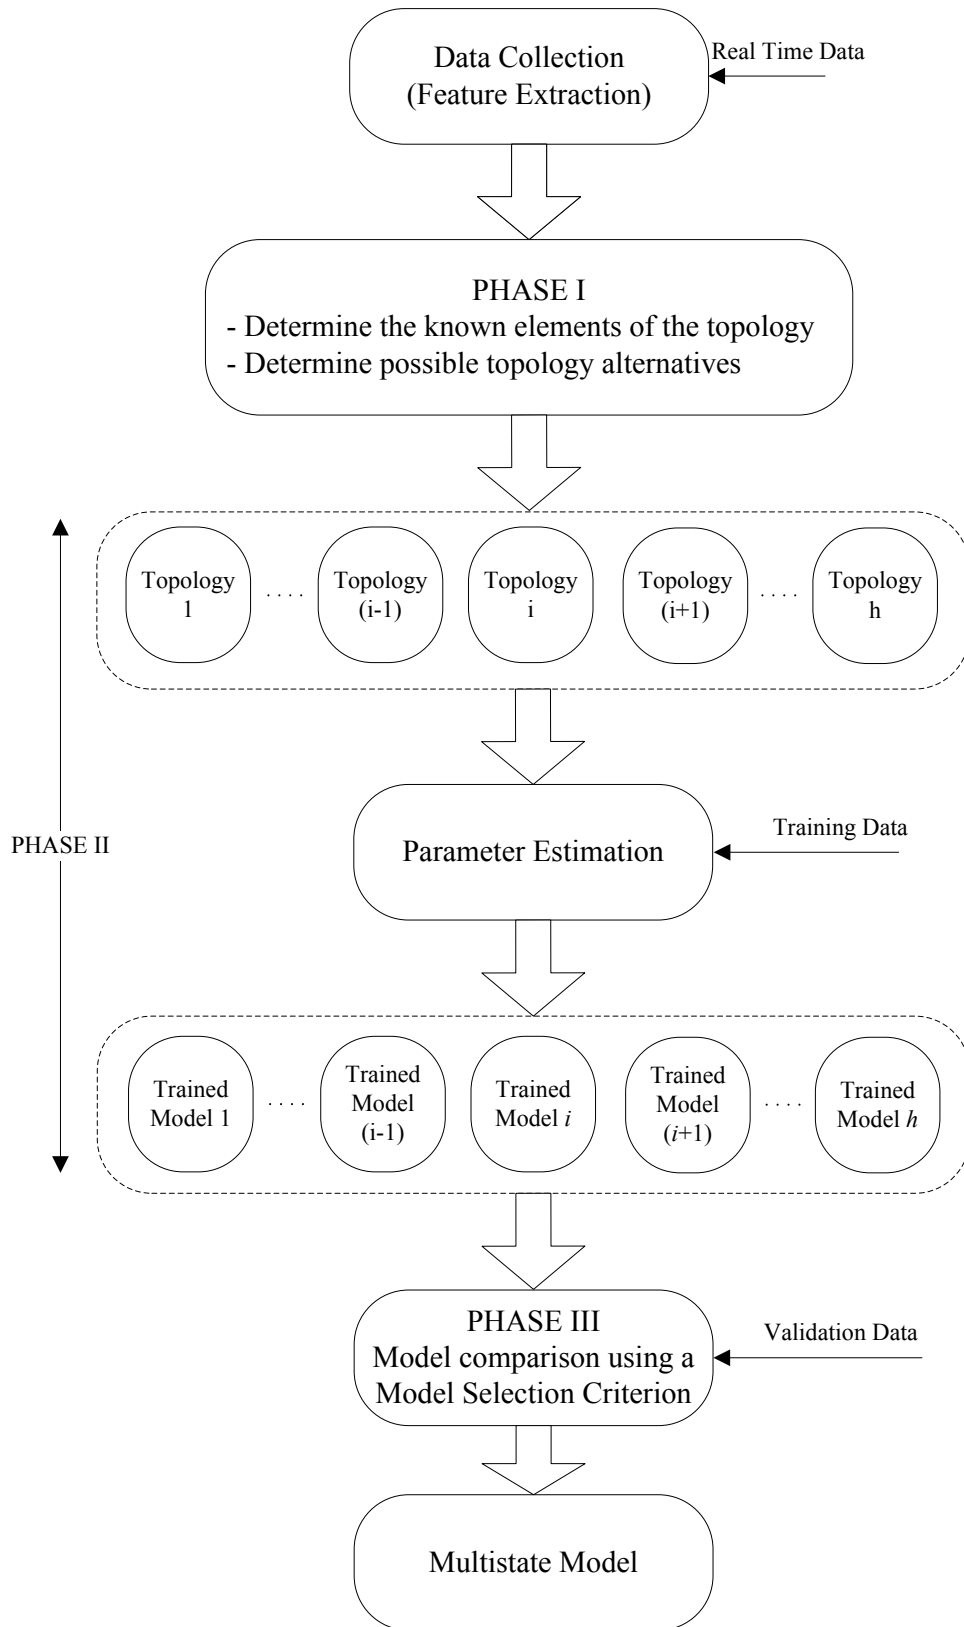 Data Collection
(Feature Extraction)
Real Time Data
PHASE I
- Determine the known elements of the topology
- Determine possible topology alternatives
Topology
1
. . . .
Topology
(i-1)
Topology
i
Topology
(i+1)
. . . .
Topology
h
PHASE II
Parameter Estimation
Training Data
Trained
Model 1
. . . .
Trained
Model
(i-1)
Trained
Model i
Trained
Model
(i+1)
. . . .
Trained
Model h
PHASE III
Model comparison using a
Model Selection Criterion
Validation Data
Multistate Model